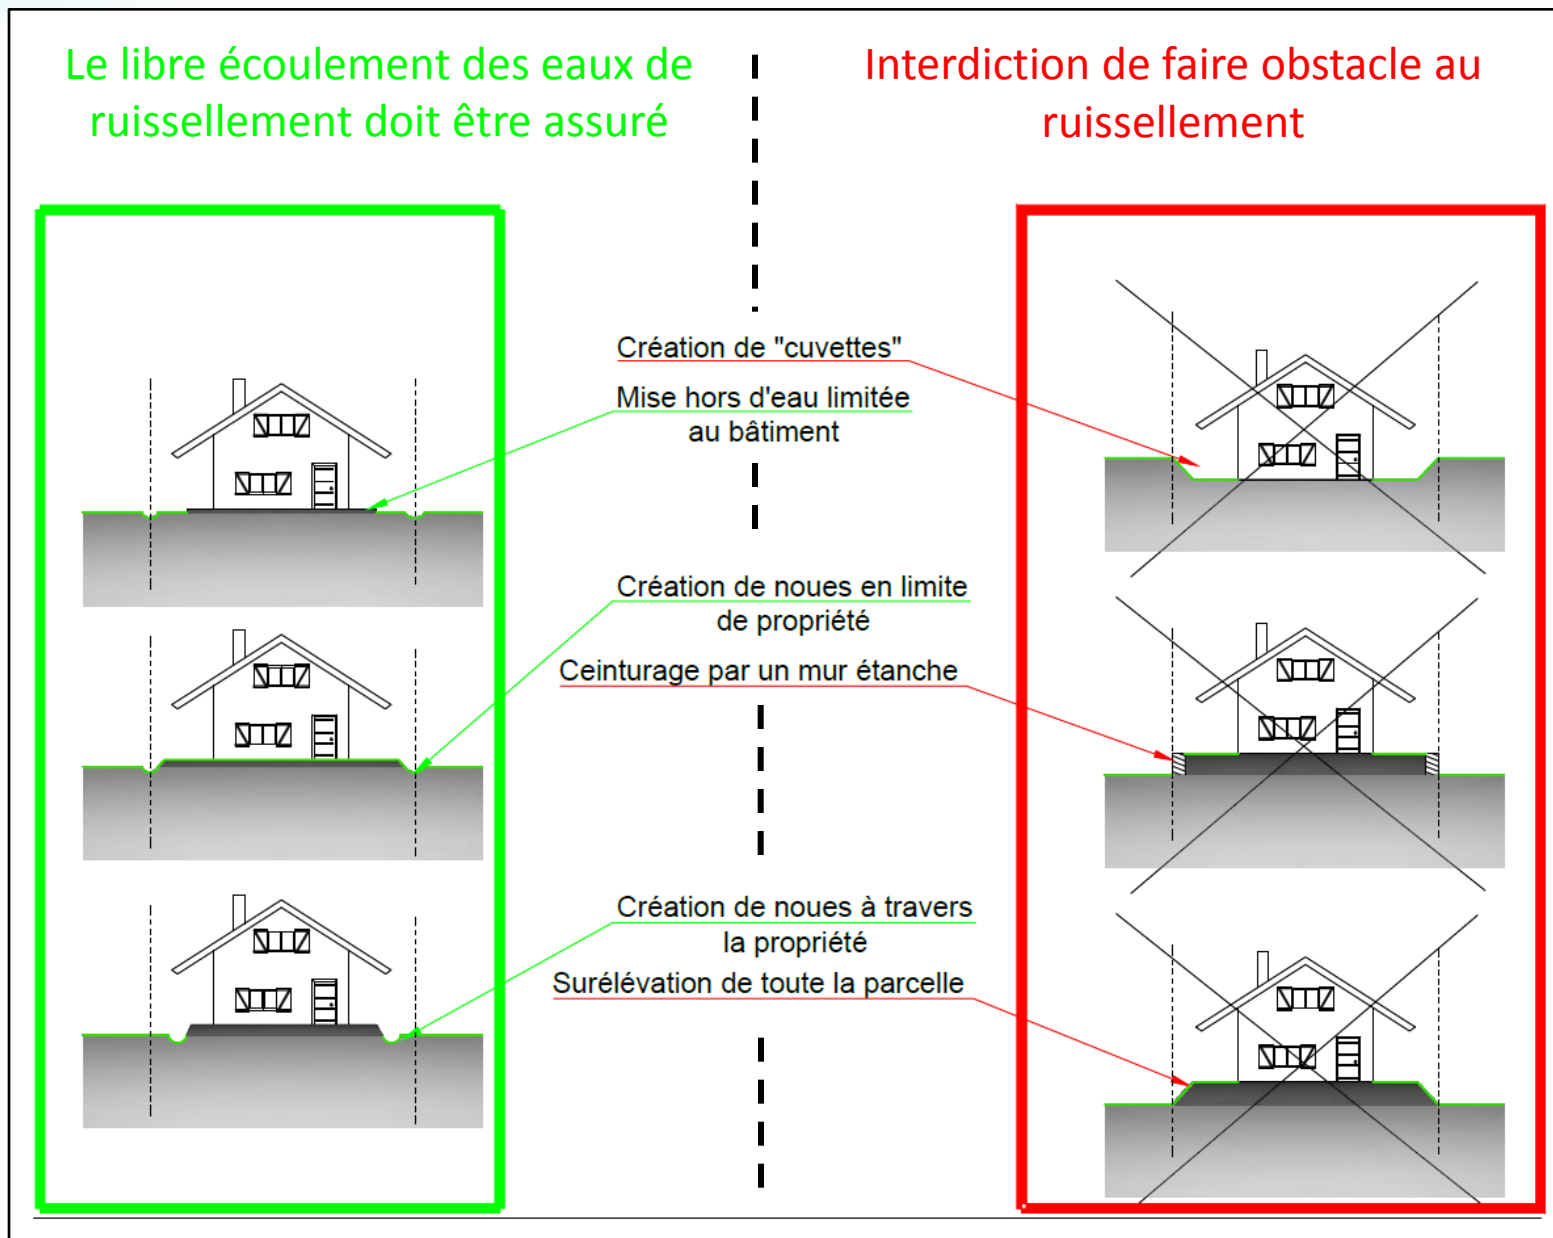 Le libre écoulement des eaux de
ruissellement doit être assuré
Interdiction de faire obstacle au
ruissellement
Création de "cuvettes"
Mise hors d'eau limitée
au bâtiment
Création de noues en limite
de propriété
Ceinturage par un mur étanche
Création de noues à travers
la propriété
Surélévation de toute la parcelle